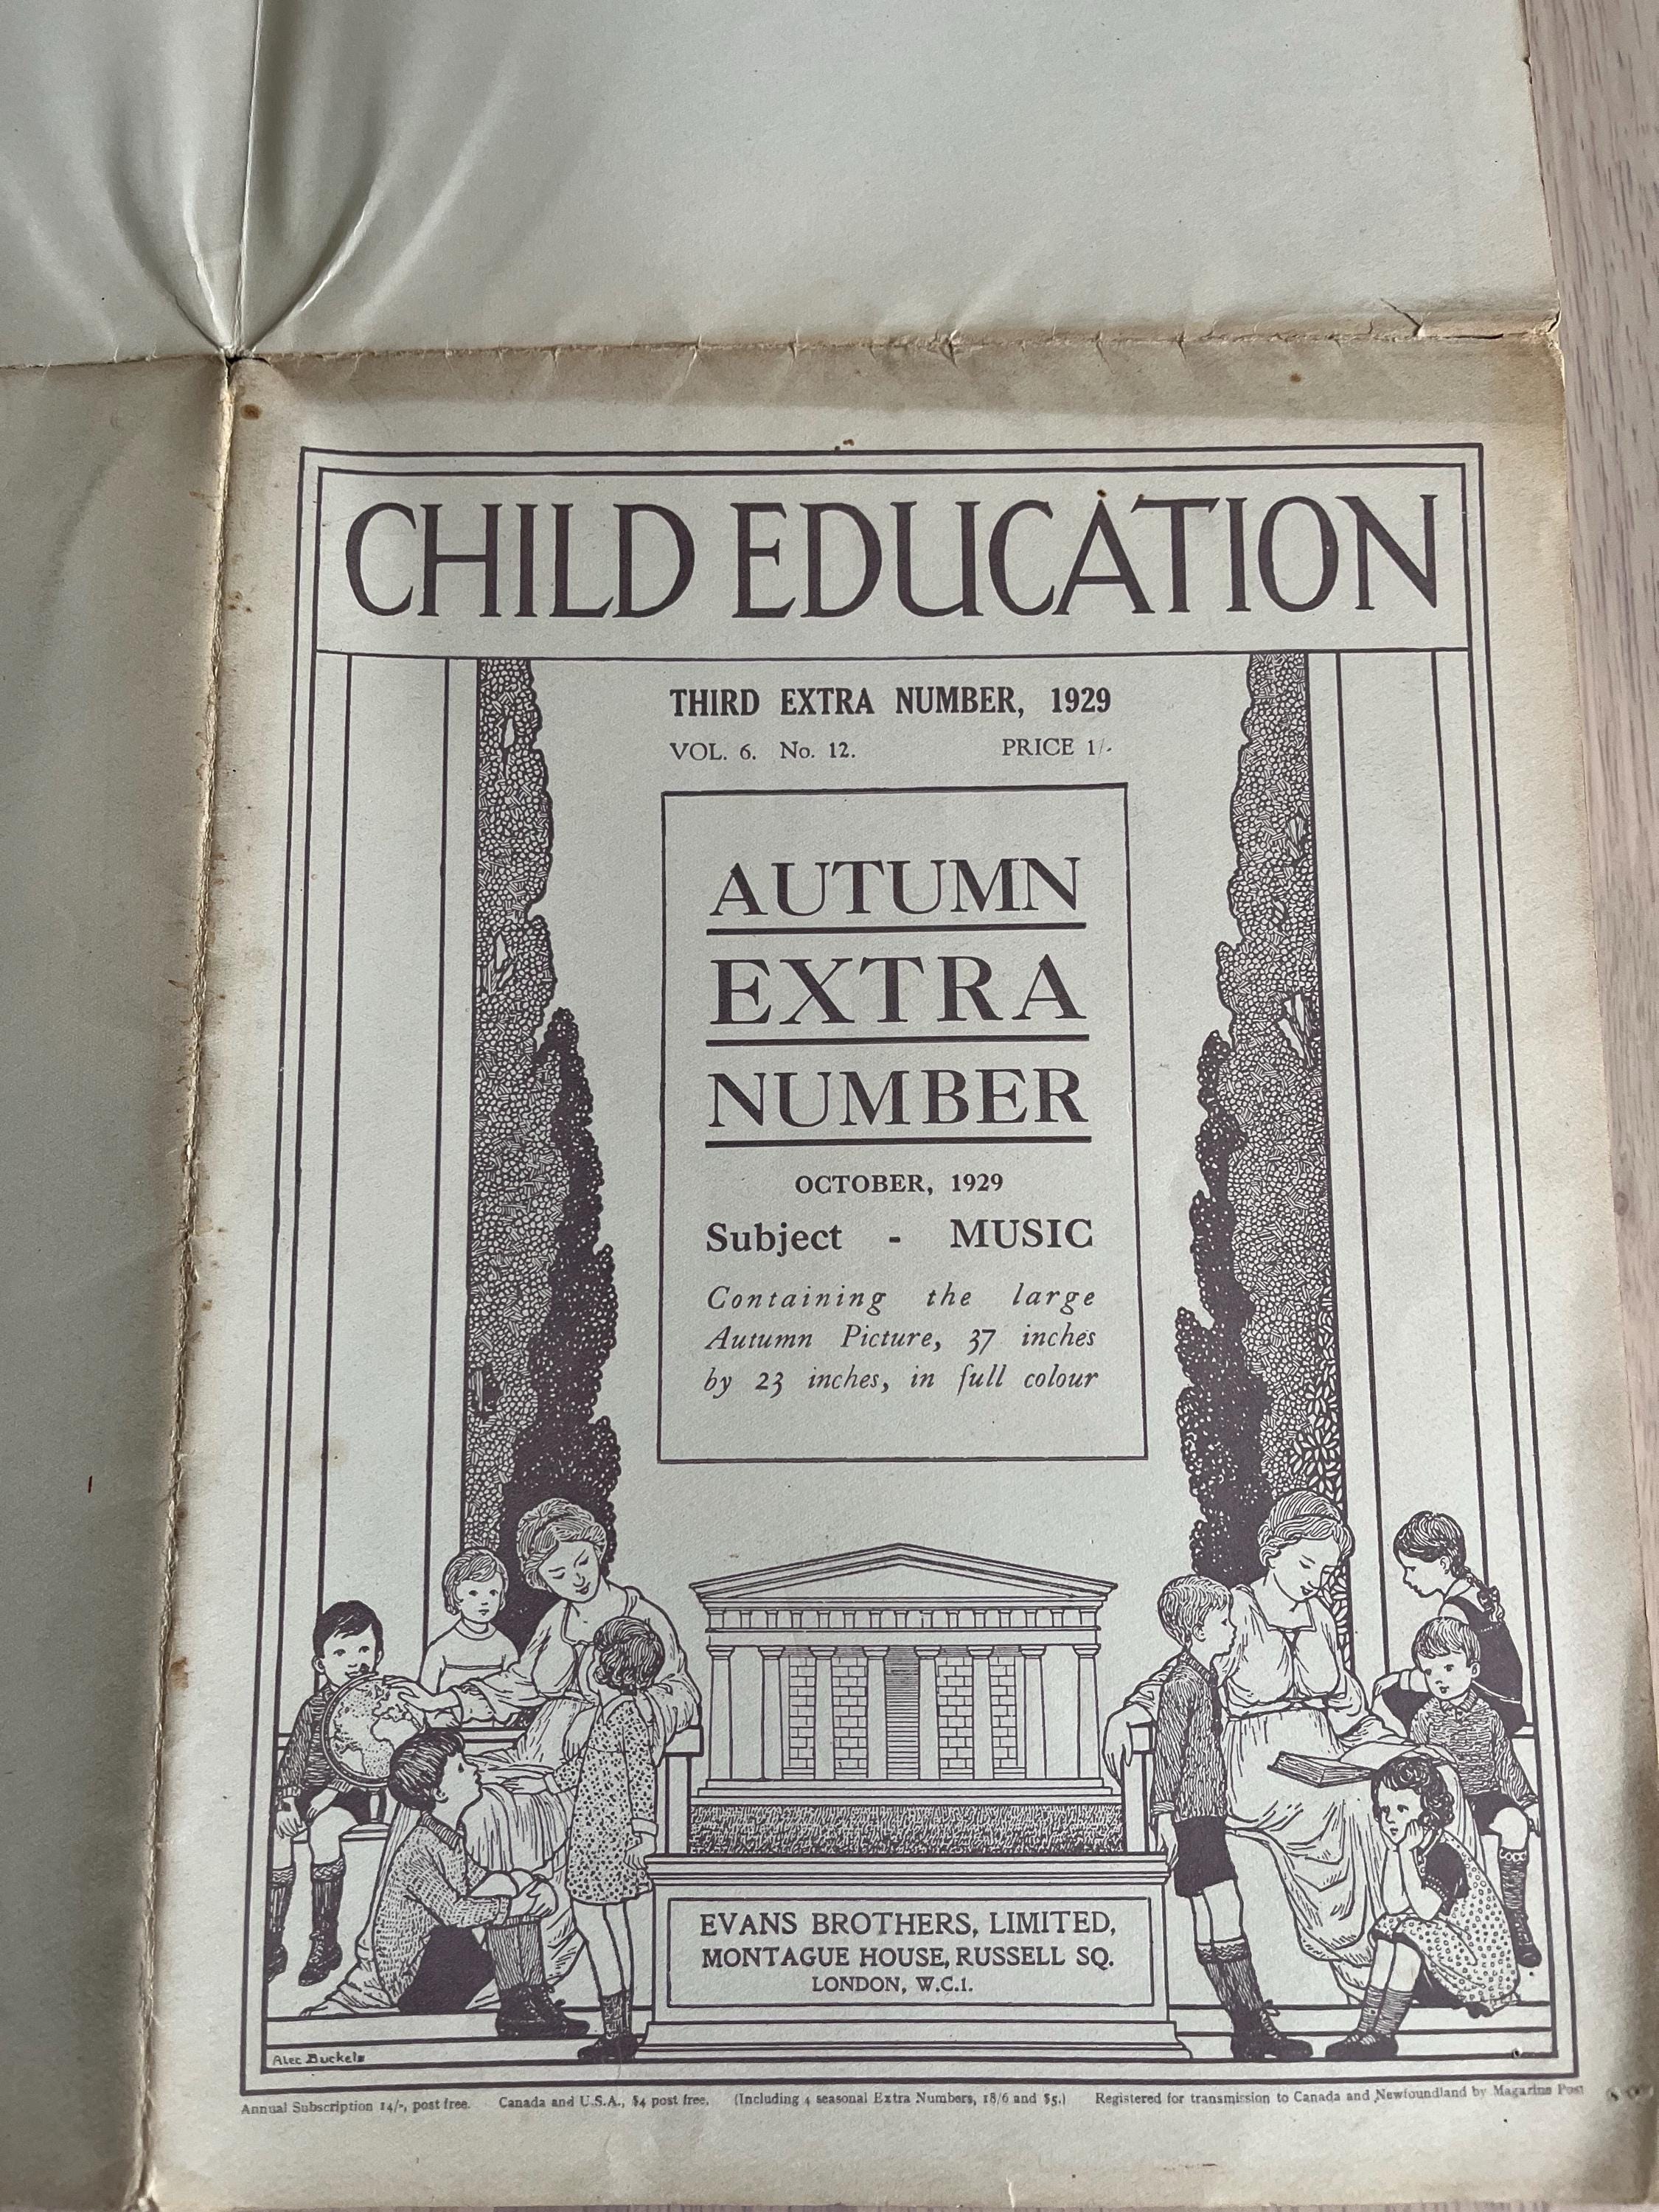 CHILD EDUCATION
THIRD EXTRA NUMBER, 1929
VOL. 6. No. 12. PRICE 1/-
AUTUMN
EXTRA
NUMBER
OCTOBER, 1929
Subject - MUSIC
Containing the large
Autumn Picture, 37 inches
by 23 inches, in full colour
EVANS BROTHERS, LIMITED,
MONTAGUE HOUSE, RUSSELL SQ.
LONDON, W.C.1.
Alec Buckels
Annual Subscription 14/-, post free. Canada and U.S.A., $4 post free. (Including 4 seasonal Extra Numbers, 18/6 and $5.) Registered for transmission to Canada and Newfoundland by Magazine Post